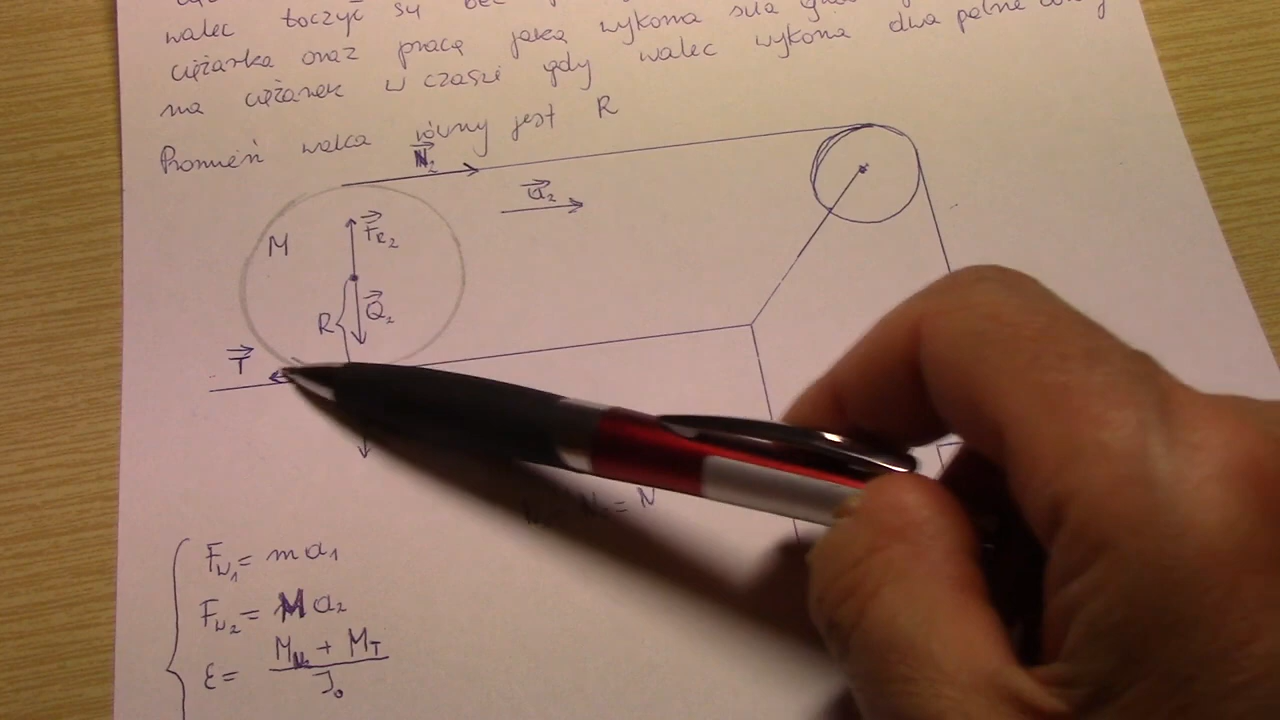 walec toczyć się bez
ciężarka oraz pracę jaką wykona siła
na ciężarek w czasie gdy walec wykona dwa pełne
Promień walca równy jest R
N₂
a₂
M
F_R₂
R
Q₂
T
= N
F_W₁ = m a₁
F_W₂ = M a₂
ε = (M_N₂ + M_T) / J₀